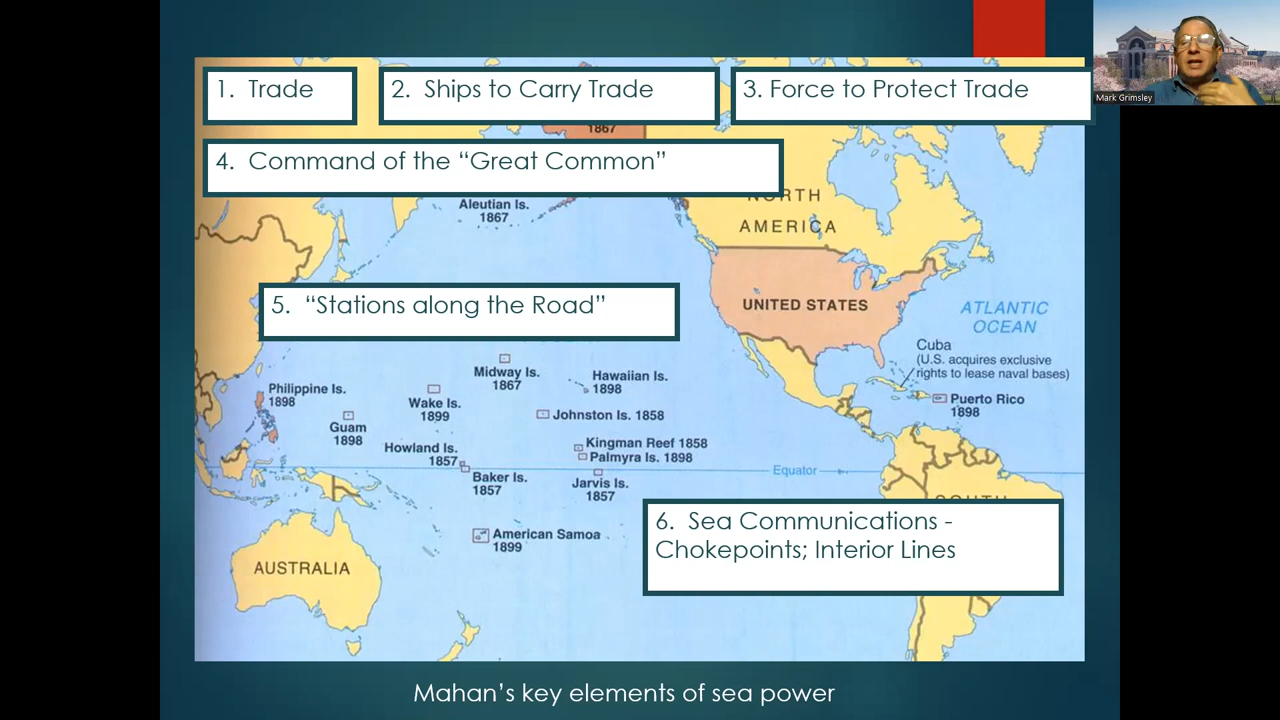 1. Trade
2. Ships to Carry Trade
3. Force to Protect Trade
Mark Grimsley
1867
4. Command of the “Great Common”
NORTH
AMERICA
Aleutian Is.
1867
5. “Stations along the Road”
UNITED STATES
ATLANTIC
OCEAN
Cuba
(U.S. acquires exclusive
rights to lease naval bases)
Puerto Rico
1898
Midway Is.
1867
Hawaiian Is.
1898
Philippine Is.
1898
Wake Is.
1899
Johnston Is. 1858
Guam
1898
Kingman Reef 1858
Palmyra Is. 1898
Howland Is.
1857
Equator
Baker Is.
1857
Jarvis Is.
1857
SOUTH
6. Sea Communications -
Chokepoints; Interior Lines
American Samoa
1899
AUSTRALIA
Mahan’s key elements of sea power